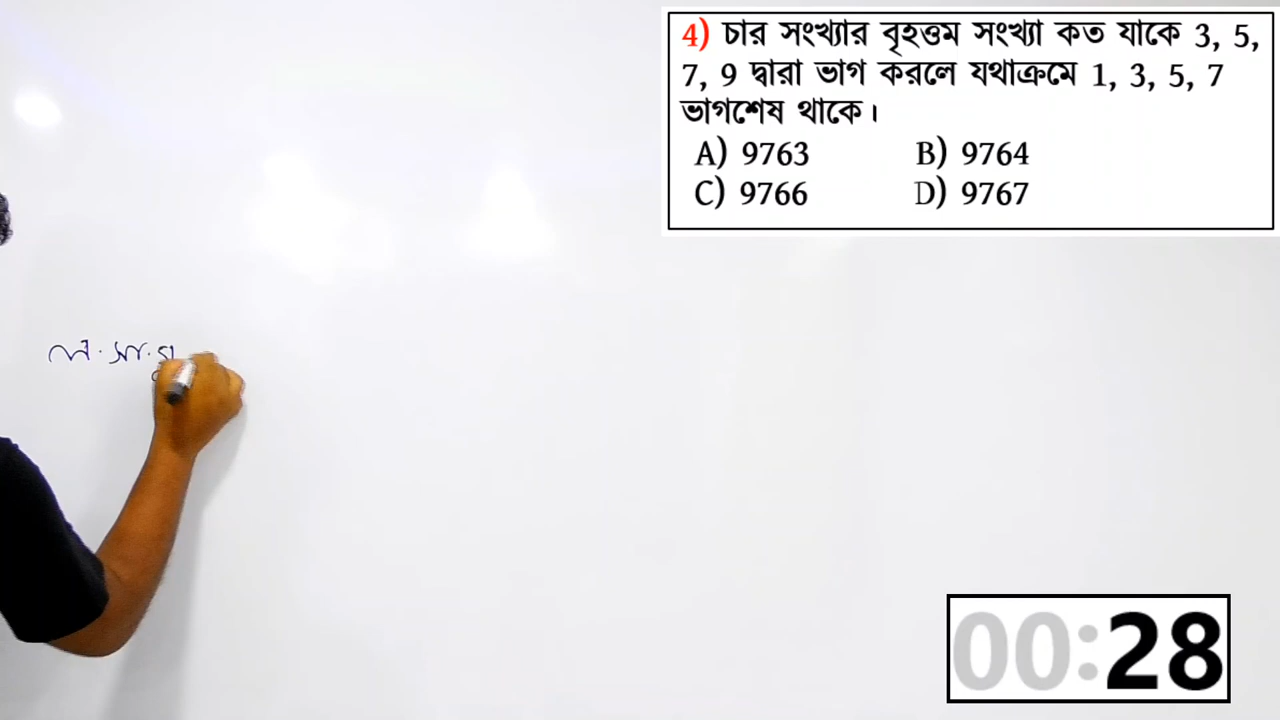 4) চার সংখ্যার বৃহত্তম সংখ্যা কত যাকে 3, 5,
7, 9 দ্বারা ভাগ করলে যথাক্রমে 1, 3, 5, 7
ভাগশেষ থাকে।
A) 9763 B) 9764
C) 9766 D) 9767
ল.সা.গু
00:28